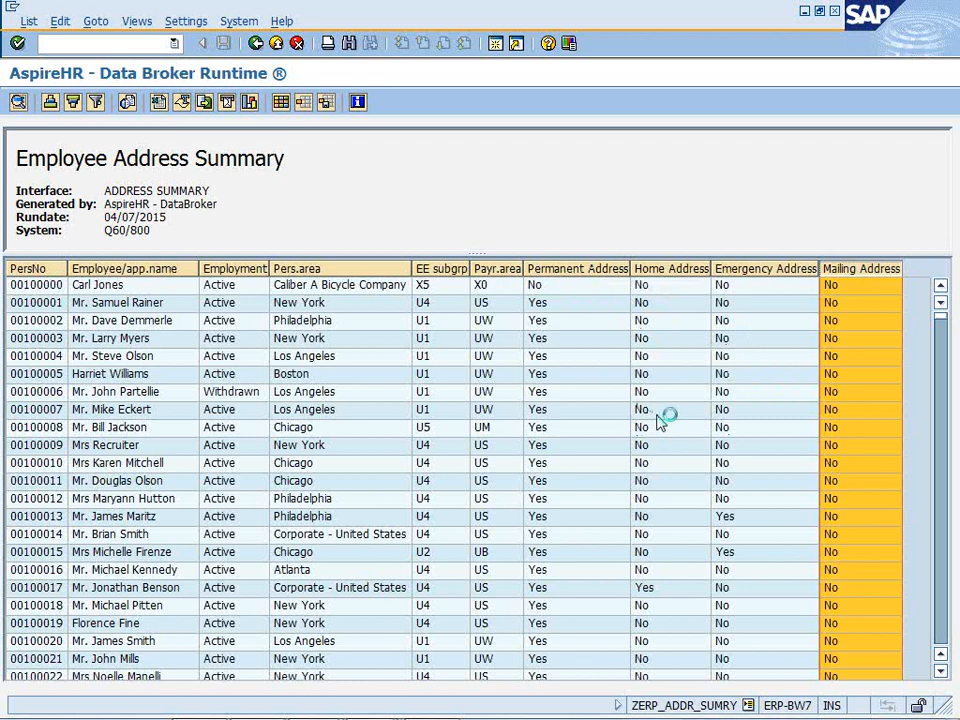 List Edit Goto Views Settings System Help
SAP
AspireHR - Data Broker Runtime ®
Employee Address Summary
Interface: ADDRESS SUMMARY
Generated by: AspireHR - DataBroker
Rundate: 04/07/2015
System: Q60/800
PersNo Employee/app.name Employment Pers.area EE subgrp Payr.area Permanent Address Home Address Emergency Address Mailing Address
00100000 Carl Jones Active Caliber A Bicycle Company X5 X0 No No No No
00100001 Mr. Samuel Rainer Active New York U4 US Yes No No No
00100002 Mr. Dave Demmerle Active Philadelphia U1 UW Yes No No No
00100003 Mr. Larry Myers Active New York U1 UW Yes No No No
00100004 Mr. Steve Olson Active Los Angeles U1 UW Yes No No No
00100005 Harriet Williams Active Boston U1 UW Yes No No No
00100006 Mr. John Partellie Withdrawn Los Angeles U1 UW Yes No No No
00100007 Mr. Mike Eckert Active Los Angeles U1 UW Yes No No No
00100008 Mr. Bill Jackson Active Chicago U5 UM Yes No No No
00100009 Mrs Recruiter Active New York U4 US Yes No No No
00100010 Mrs Karen Mitchell Active Chicago U4 US Yes No No No
00100011 Mr. Douglas Olson Active Chicago U4 US Yes No No No
00100012 Mrs Maryann Hutton Active Philadelphia U4 US Yes No No No
00100013 Mr. James Maritz Active Philadelphia U4 US Yes No Yes No
00100014 Mr. Brian Smith Active Corporate - United States U4 US Yes No No No
00100015 Mrs Michelle Firenze Active Chicago U2 UB Yes No Yes No
00100016 Mr. Michael Kennedy Active Atlanta U4 US Yes No No No
00100017 Mr. Jonathan Benson Active Corporate - United States U4 US Yes Yes No No
00100018 Mr. Michael Pitten Active New York U4 US Yes No No No
00100019 Florence Fine Active New York U4 US Yes No No No
00100020 Mr. James Smith Active Los Angeles U1 UW Yes No No No
00100021 Mr. John Mills Active New York U1 UW Yes No No No
00100022 Mrs Noelle Manelli Active New York U4 US Yes No No No
ZERP_ADDR_SUMRY ERP-BW7 INS